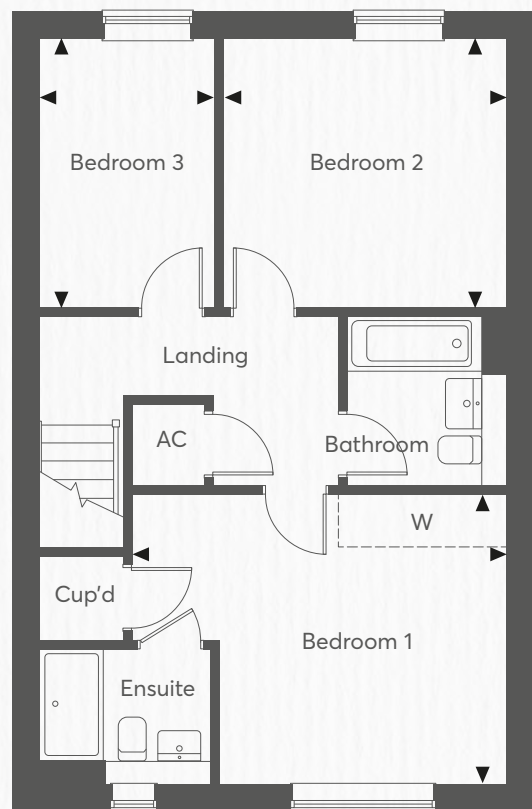 Bedroom 3
Bedroom 2
Landing
AC
Bathroom
W
Cup'd
Bedroom 1
Ensuite